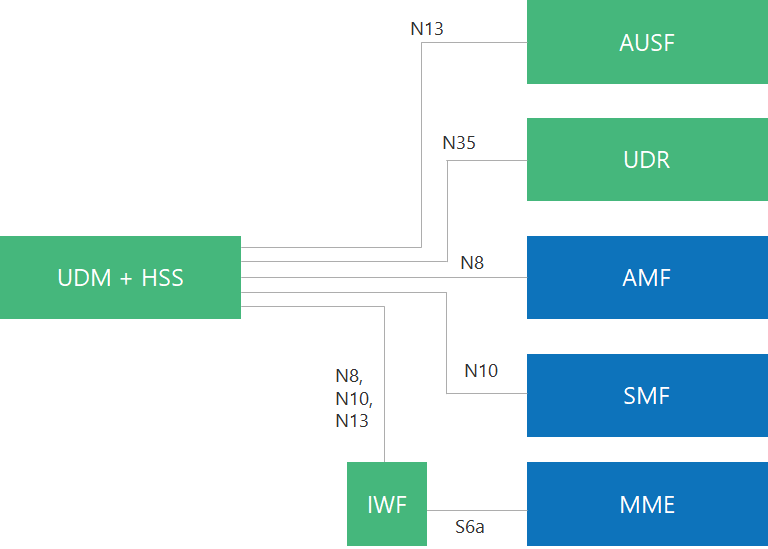 N13
AUSF
N35
UDR
N8
UDM + HSS
AMF
N10
SMF
N8,
N10,
N13
IWF
S6a
MME